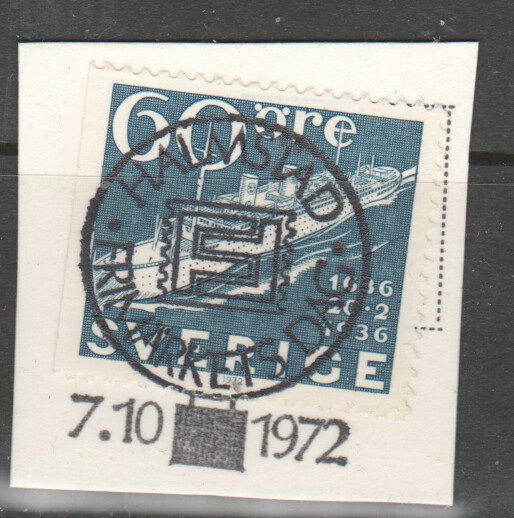 60 öre
HALMSTAD
FRIMÄRKETS DAG
1636
20·2
1936
SVERIGE
7.10 1972